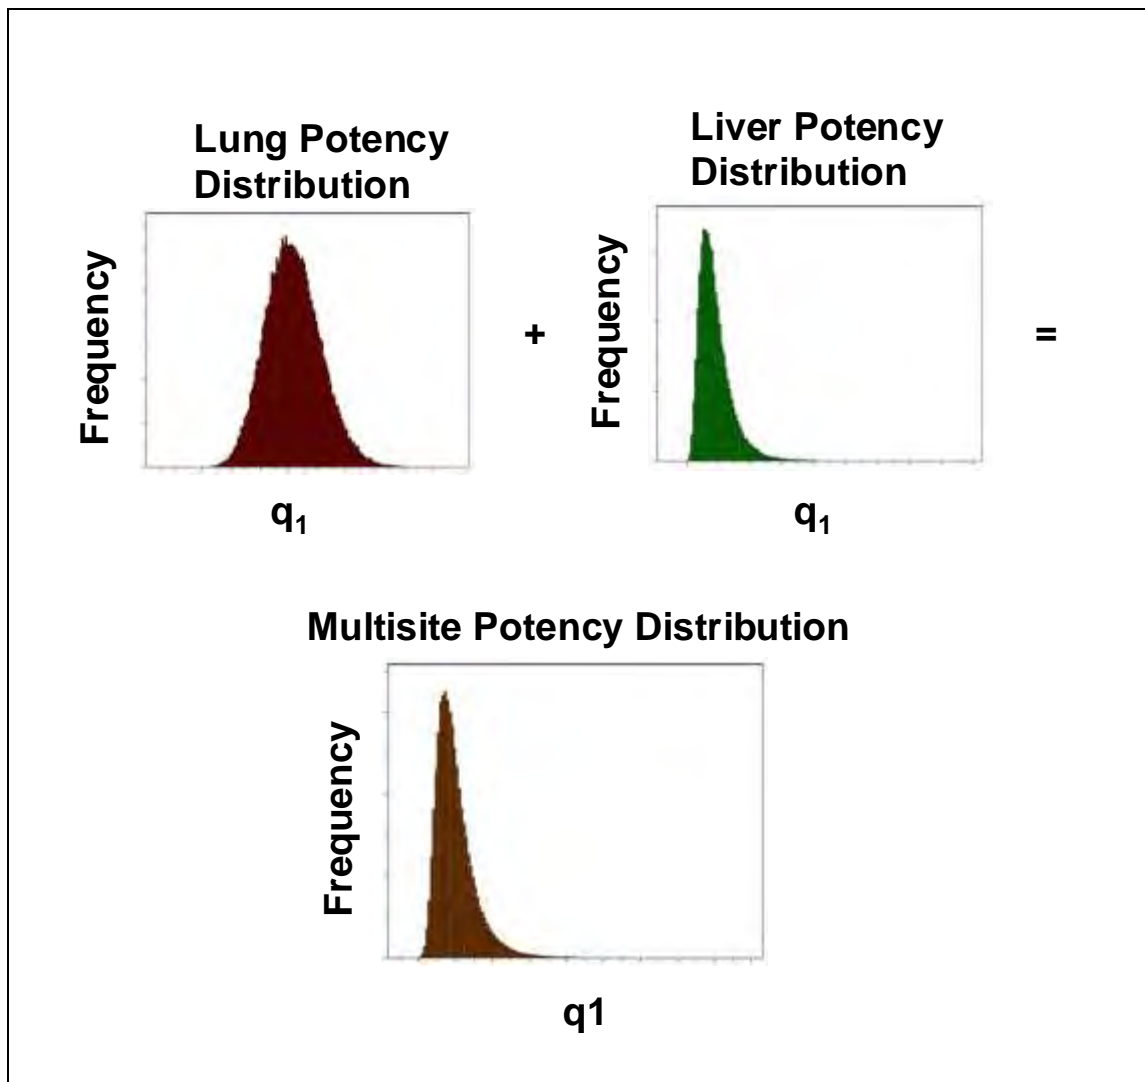 Lung Potency
Distribution
Liver Potency
Distribution
Frequency
+
Frequency
=
q₁
q₁
Multisite Potency Distribution
Frequency
q1